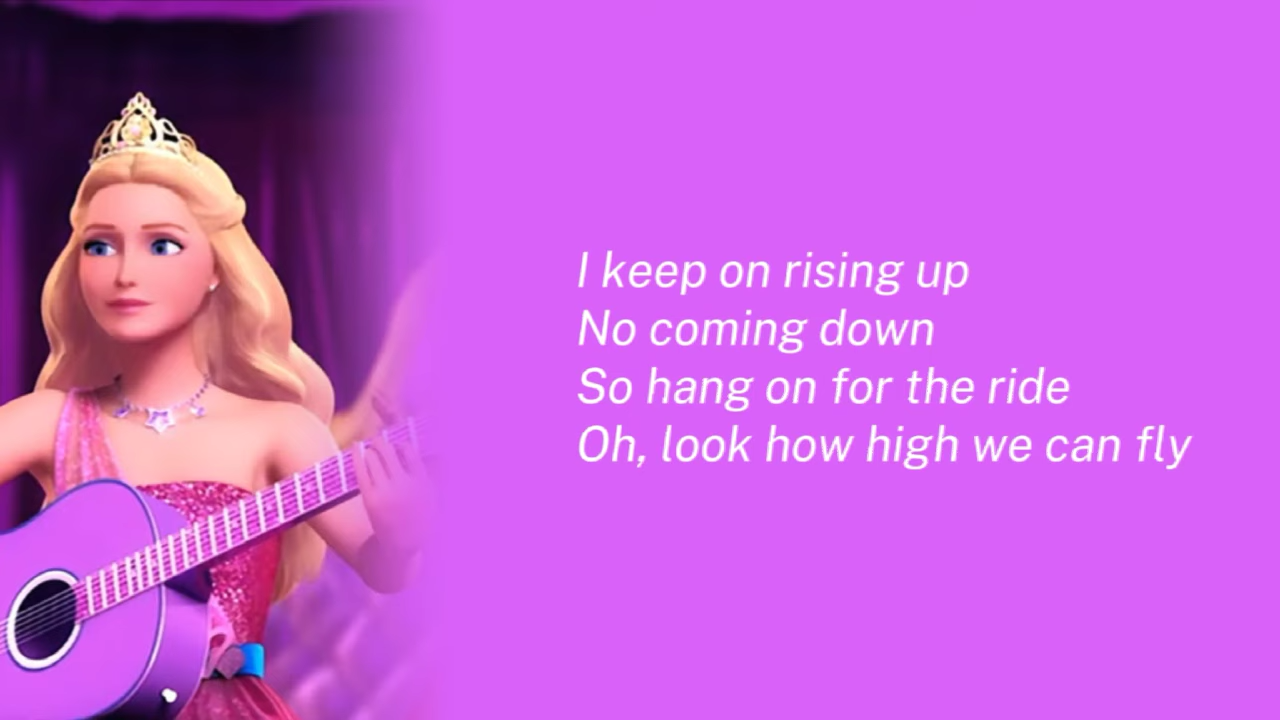 I keep on rising up
No coming down
So hang on for the ride
Oh, look how high we can fly